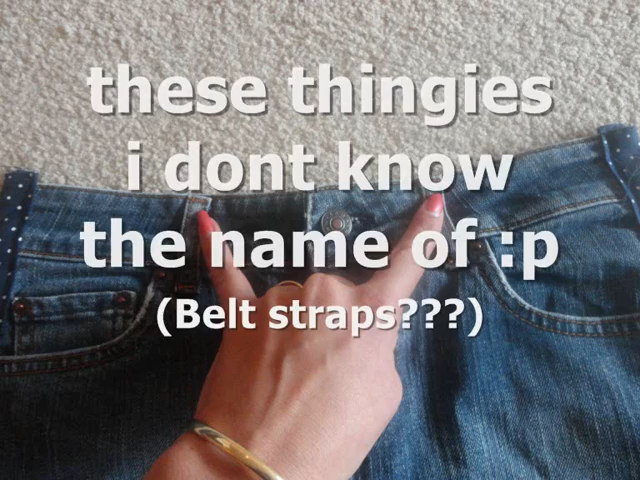 these thingies
i dont know
the name of :p
(Belt straps???)